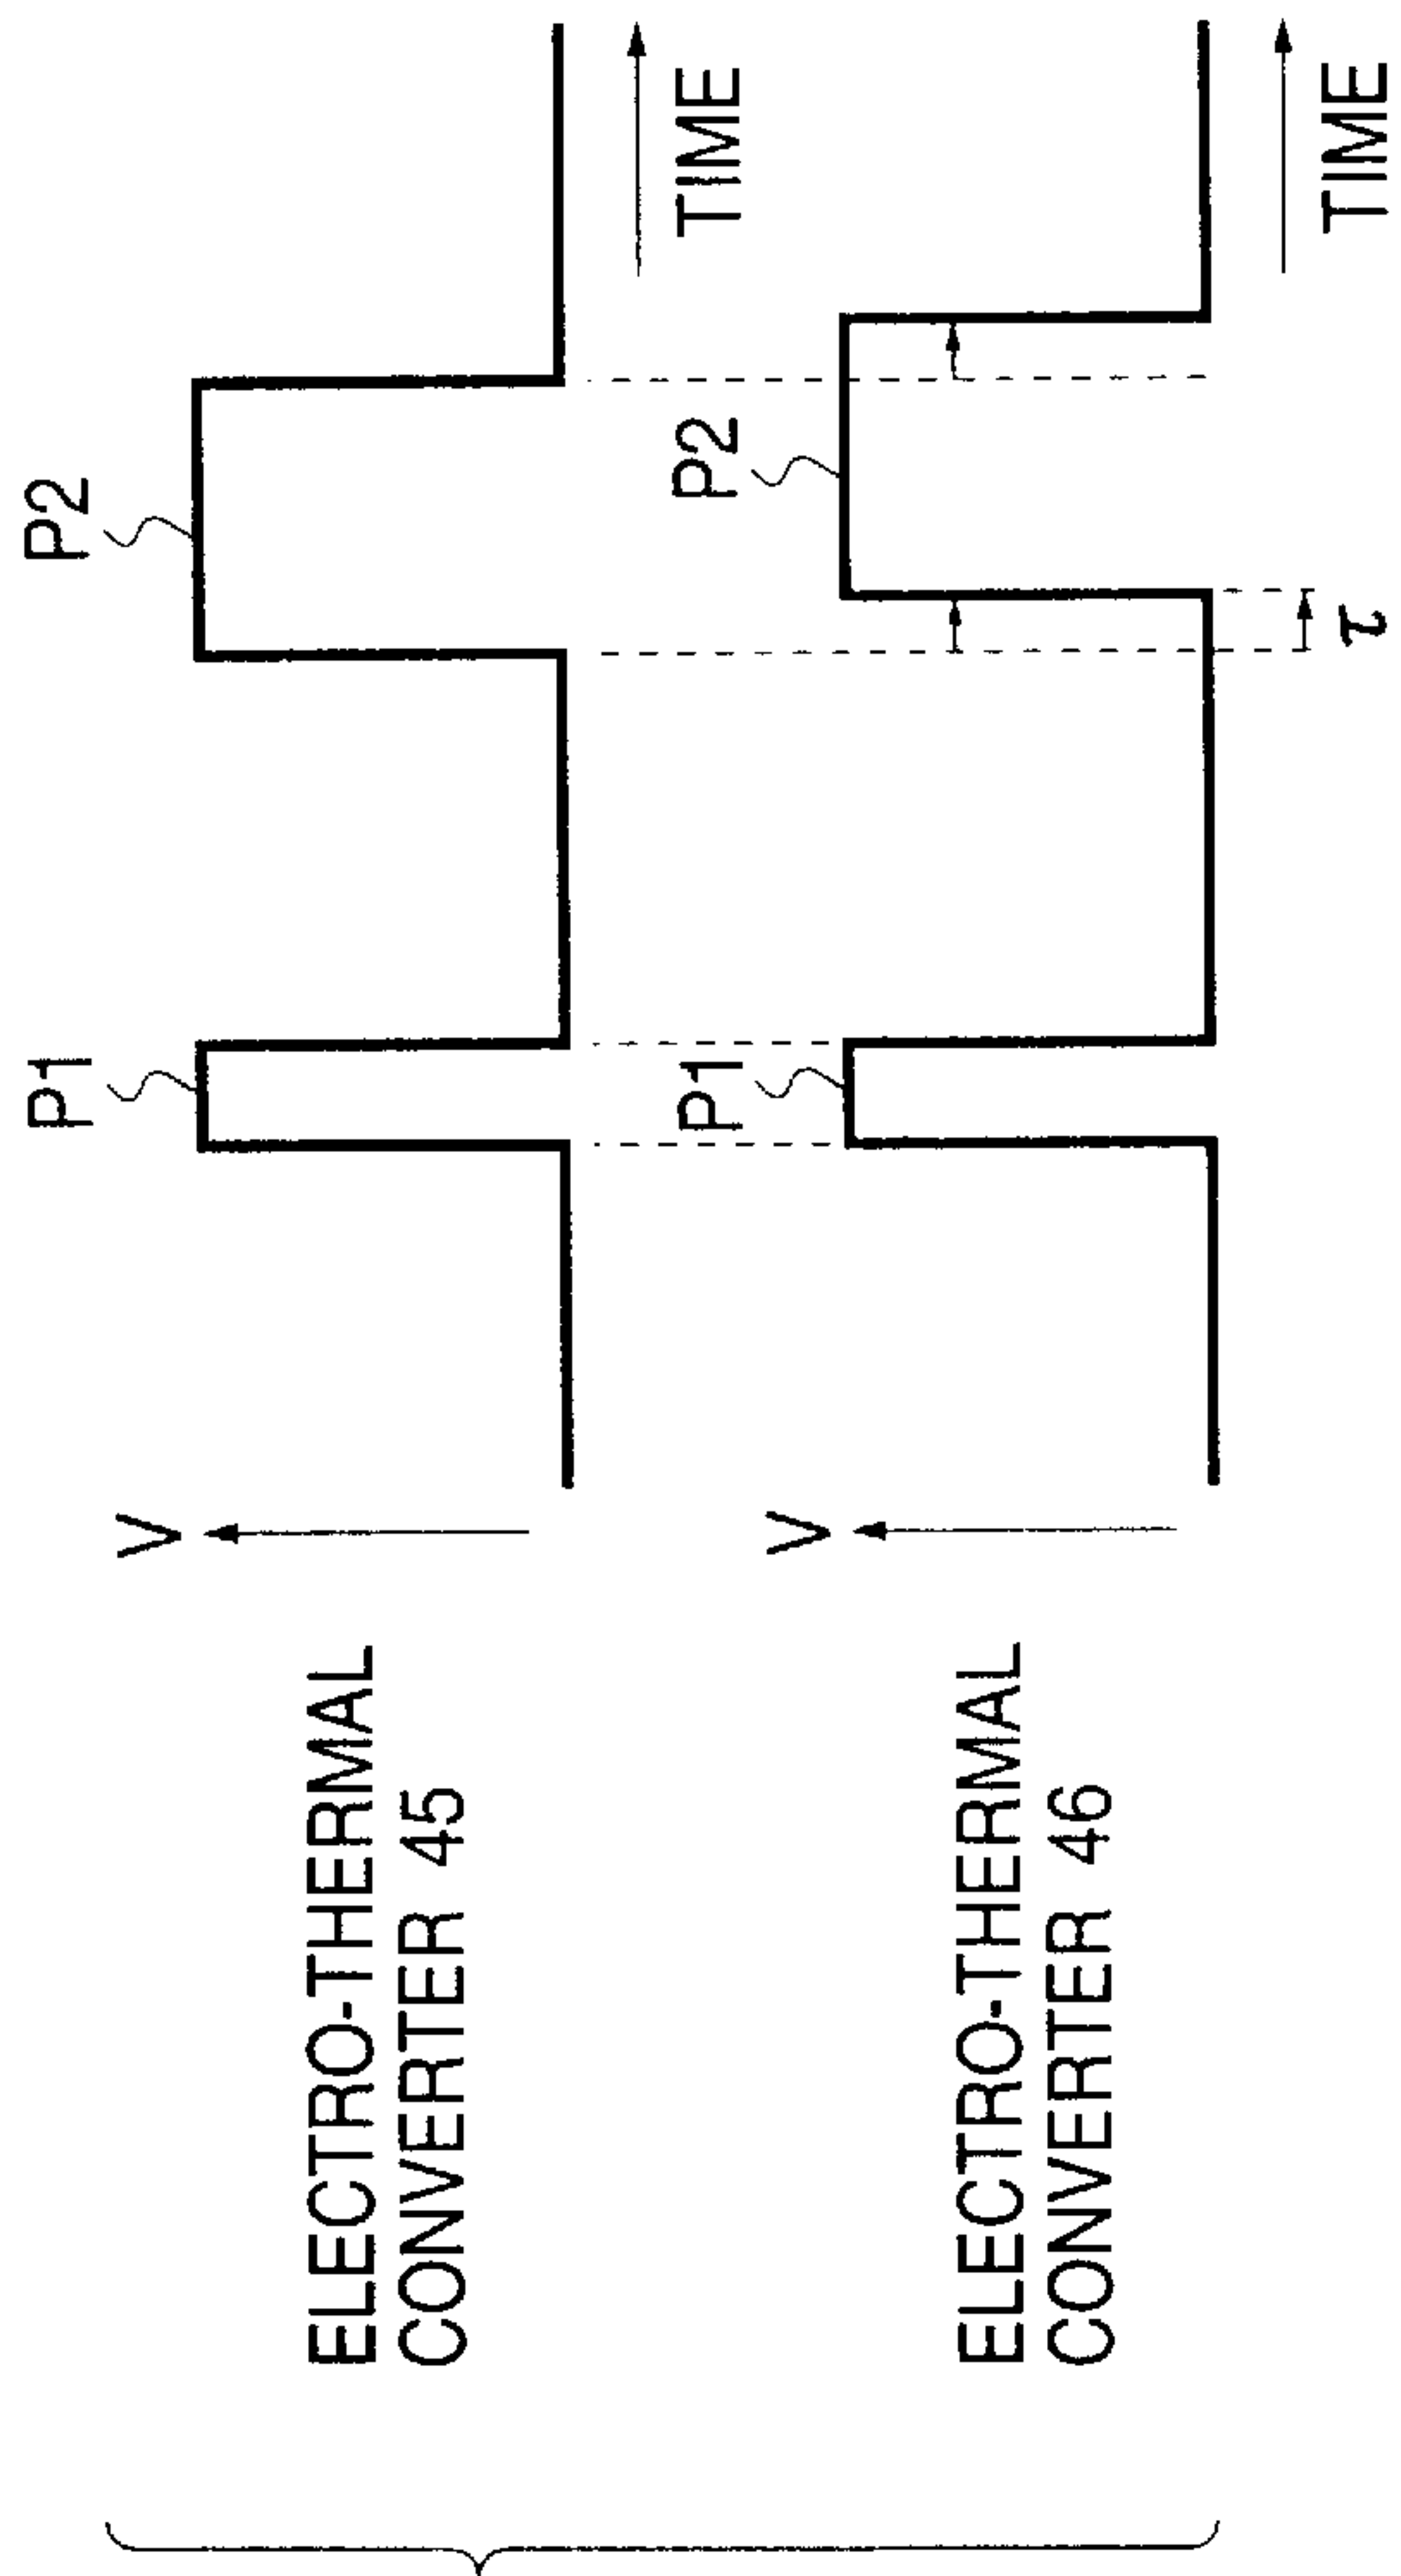 ELECTRO-THERMAL
CONVERTER 45
V
P1
P2
TIME
ELECTRO-THERMAL
CONVERTER 46
V
P1
P2
τ
TIME